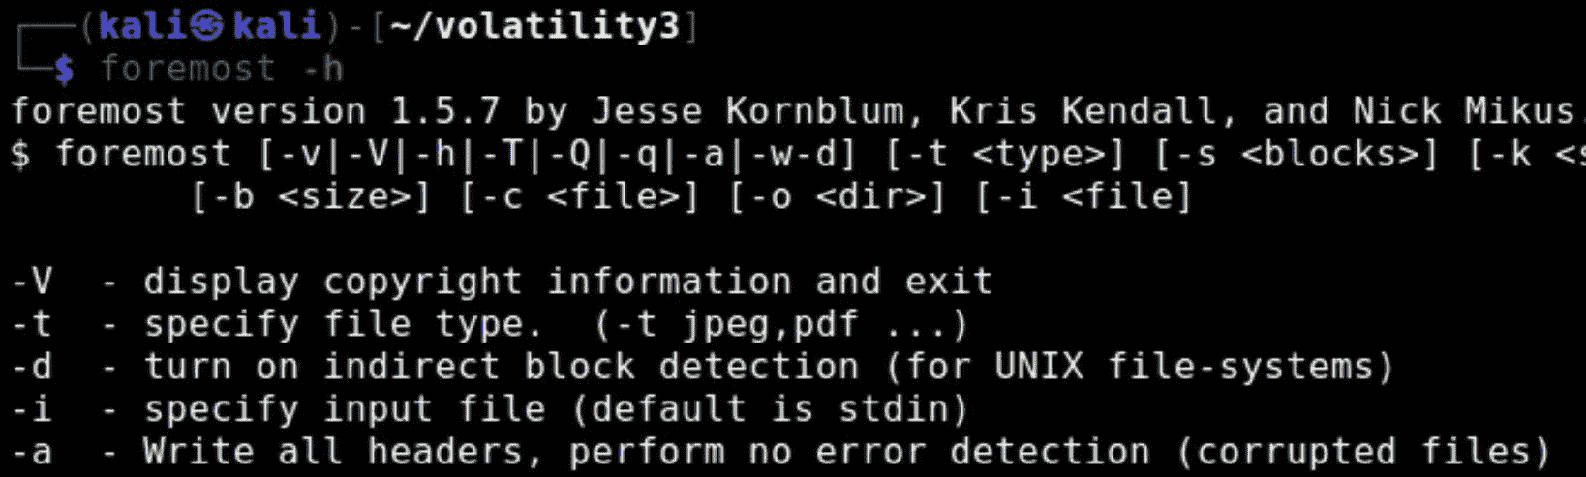 ┌──(kali㉿kali)-[~/volatility3]
└─$ foremost -h
foremost version 1.5.7 by Jesse Kornblum, Kris Kendall, and Nick Mikus.
$ foremost [-v|-V|-h|-T|-Q|-q|-a|-w-d] [-t <type>] [-s <blocks>] [-k <s
[-b <size>] [-c <file>] [-o <dir>] [-i <file]
-V  - display copyright information and exit
-t  - specify file type.  (-t jpeg,pdf ...)
-d  - turn on indirect block detection (for UNIX file-systems)
-i  - specify input file (default is stdin)
-a  - Write all headers, perform no error detection (corrupted files)